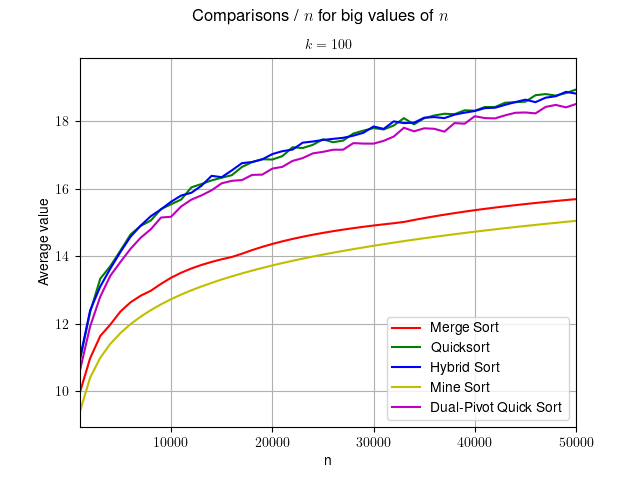 Comparisons / n for big values of n
k = 100
Average value
18
16
14
12
10
10000
20000
30000
40000
50000
n
Merge Sort
Quicksort
Hybrid Sort
Mine Sort
Dual-Pivot Quick Sort